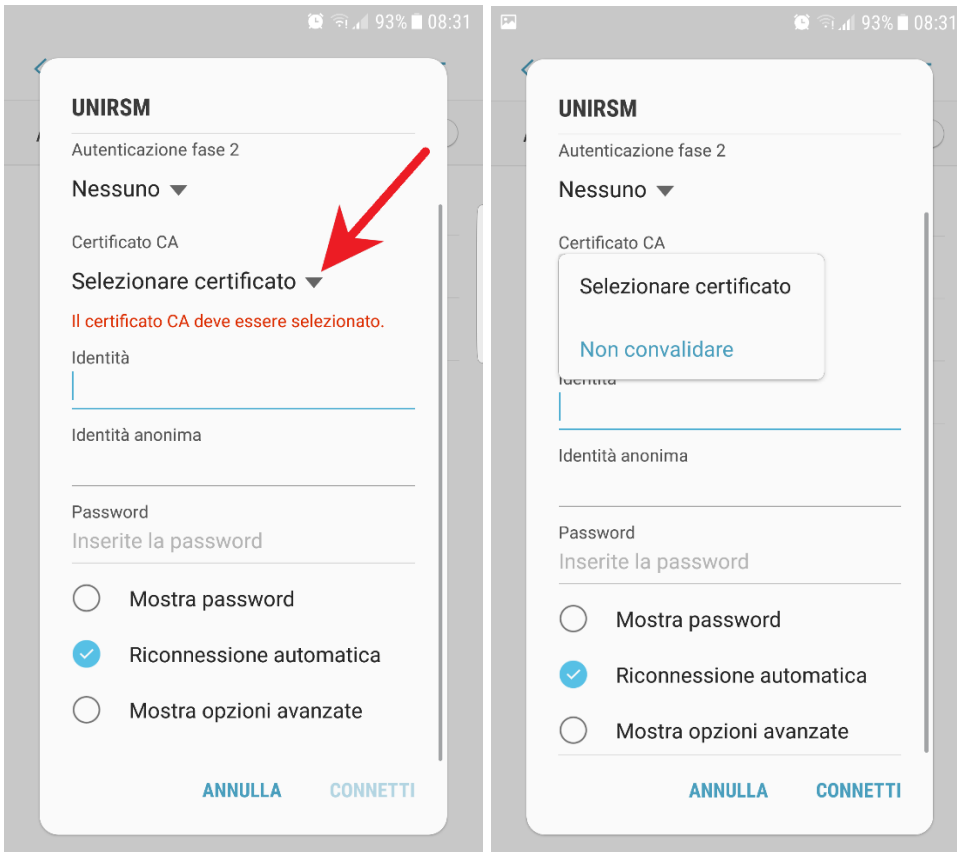 93% 08:31
UNIRSM
Autenticazione fase 2
Nessuno
Certificato CA
Selezionare certificato
Il certificato CA deve essere selezionato.
Identità
Identità anonima
Password
Inserite la password
Mostra password
Riconnessione automatica
Mostra opzioni avanzate
ANNULLA CONNETTI
93% 08:31
UNIRSM
Autenticazione fase 2
Nessuno
Certificato CA
Selezionare certificato
Non convalidare
Identità
Identità anonima
Password
Inserite la password
Mostra password
Riconnessione automatica
Mostra opzioni avanzate
ANNULLA CONNETTI